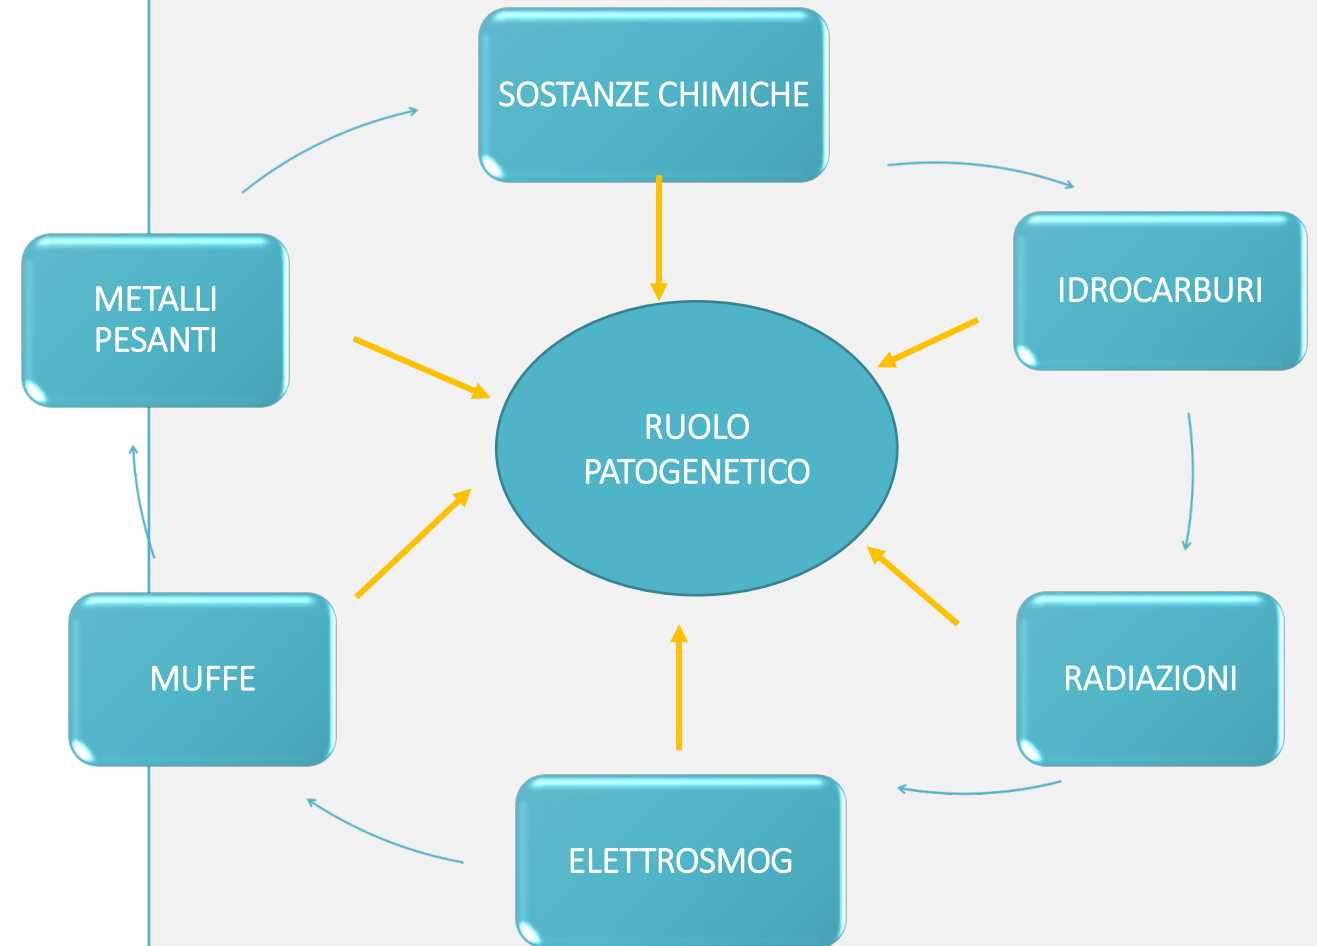 SOSTANZE CHIMICHE
IDROCARBURI
METALLI
PESANTI
RUOLO
PATOGENETICO
MUFFE
RADIAZIONI
ELETTROSMOG